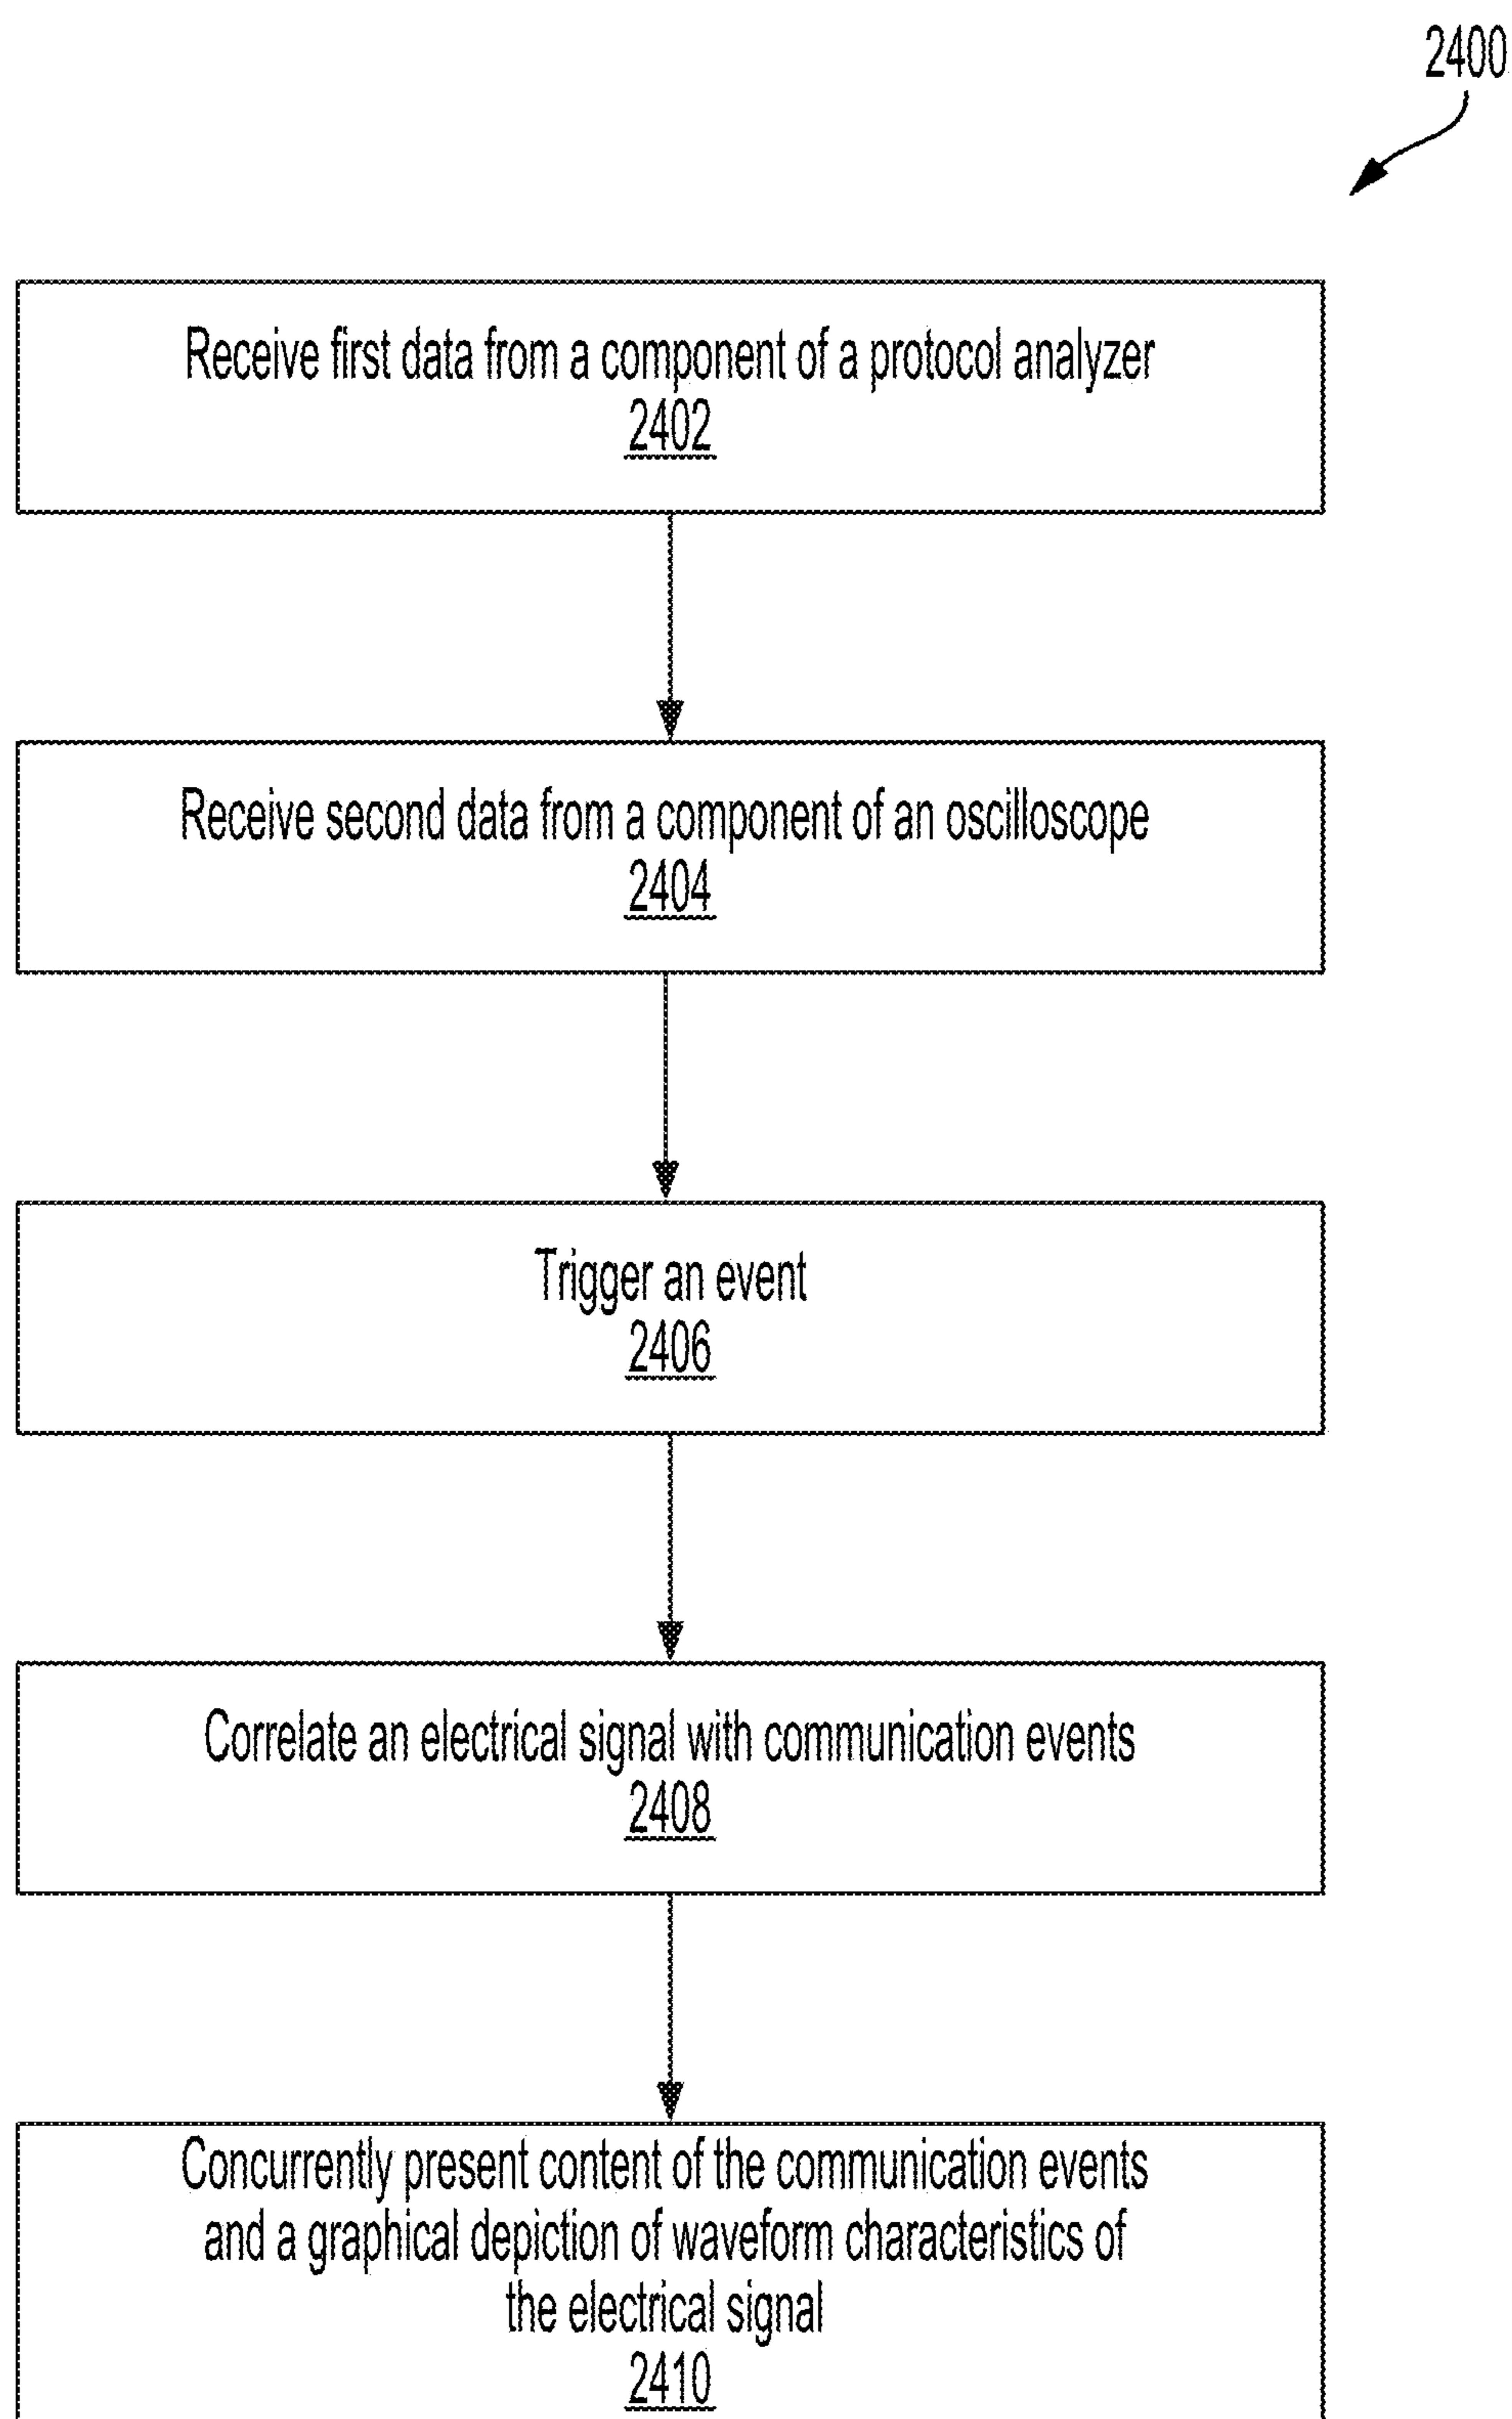 2400
Receive first data from a component of a protocol analyzer
2402
Receive second data from a component of an oscilloscope
2404
Trigger an event
2406
Correlate an electrical signal with communication events
2408
Concurrently present content of the communication events
and a graphical depiction of waveform characteristics of
the electrical signal
2410